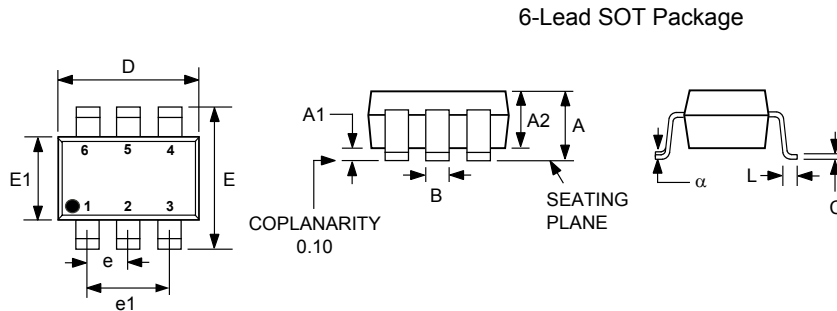 6-Lead SOT Package
D
6 5 4
E1
E
1 2 3
e
e1
A1
A2
A
B
COPLANARITY
0.10
SEATING
PLANE
α
L
C